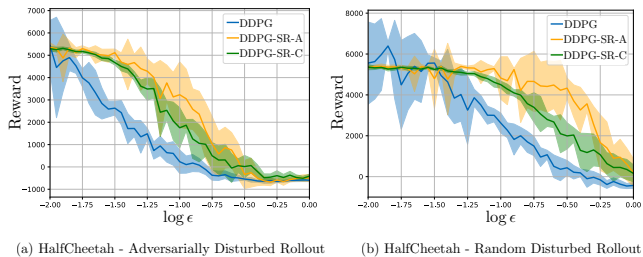 7000
6000
5000
4000
3000
2000
1000
0
−1000
−2.00 −1.75 −1.50 −1.25 −1.00 −0.75 −0.50 −0.25 0.00
Reward
log ϵ
DDPG
DDPG-SR-A
DDPG-SR-C
(a) HalfCheetah - Adversarially Disturbed Rollout
8000
6000
4000
2000
0
−2.00 −1.75 −1.50 −1.25 −1.00 −0.75 −0.50 −0.25 0.00
Reward
log ϵ
DDPG
DDPG-SR-A
DDPG-SR-C
(b) HalfCheetah - Random Disturbed Rollout